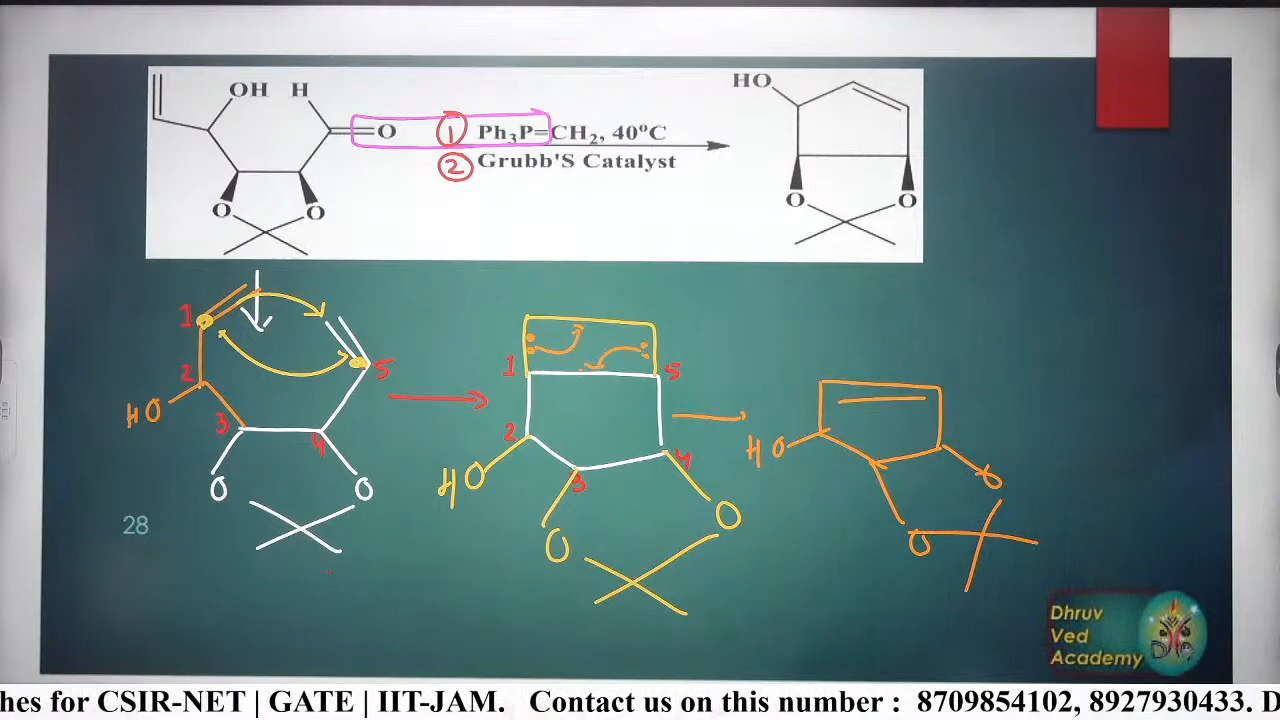 OH H
O
1 Ph3P=CH2, 40°C
2 Grubb'S Catalyst
O O
HO
O O
1 5
2
HO
3 4
O O
1 5
2
HO
3 4
O O
HO
O
O
28
Dhruv
Ved
Academy
hes for CSIR-NET | GATE | IIT-JAM. Contact us on this number : 8709854102, 8927930433. D